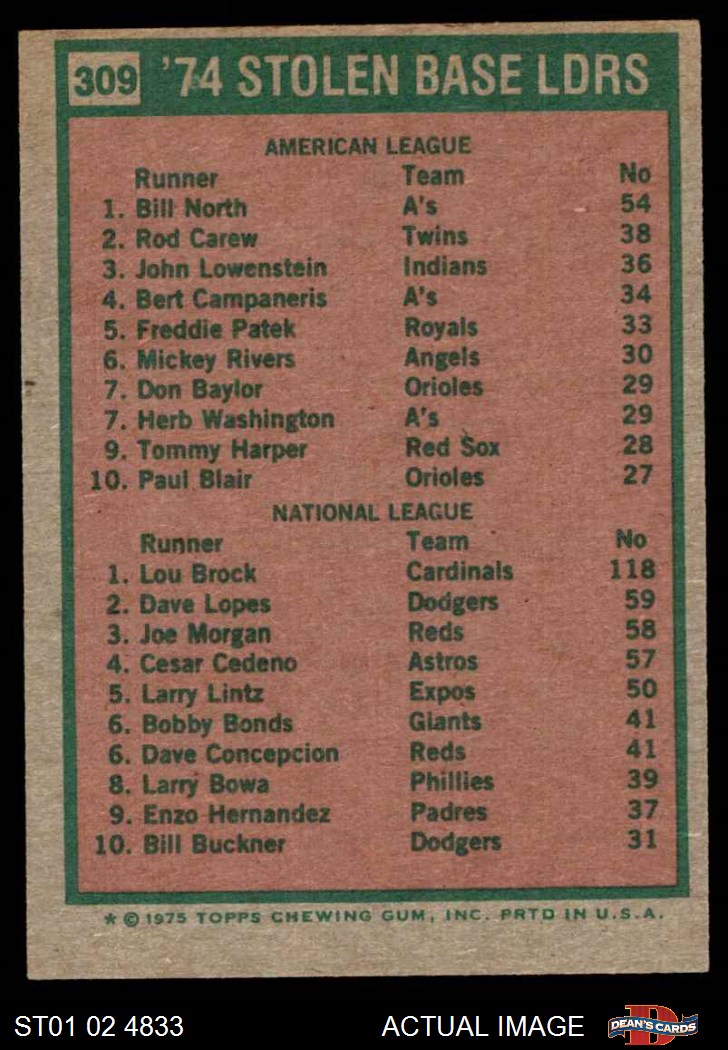 309 '74 STOLEN BASE LDRS
AMERICAN LEAGUE
Runner Team No
1. Bill North A's 54
2. Rod Carew Twins 38
3. John Lowenstein Indians 36
4. Bert Campaneris A's 34
5. Freddie Patek Royals 33
6. Mickey Rivers Angels 30
7. Don Baylor Orioles 29
7. Herb Washington A's 29
9. Tommy Harper Red Sox 28
10. Paul Blair Orioles 27
NATIONAL LEAGUE
Runner Team No
1. Lou Brock Cardinals 118
2. Dave Lopes Dodgers 59
3. Joe Morgan Reds 58
4. Cesar Cedeno Astros 57
5. Larry Lintz Expos 50
6. Bobby Bonds Giants 41
6. Dave Concepcion Reds 41
8. Larry Bowa Phillies 39
9. Enzo Hernandez Padres 37
10. Bill Buckner Dodgers 31
* © 1975 TOPPS CHEWING GUM, INC. PRTD IN U.S.A.
ST01 02 4833 ACTUAL IMAGE D DEAN'S CARDS